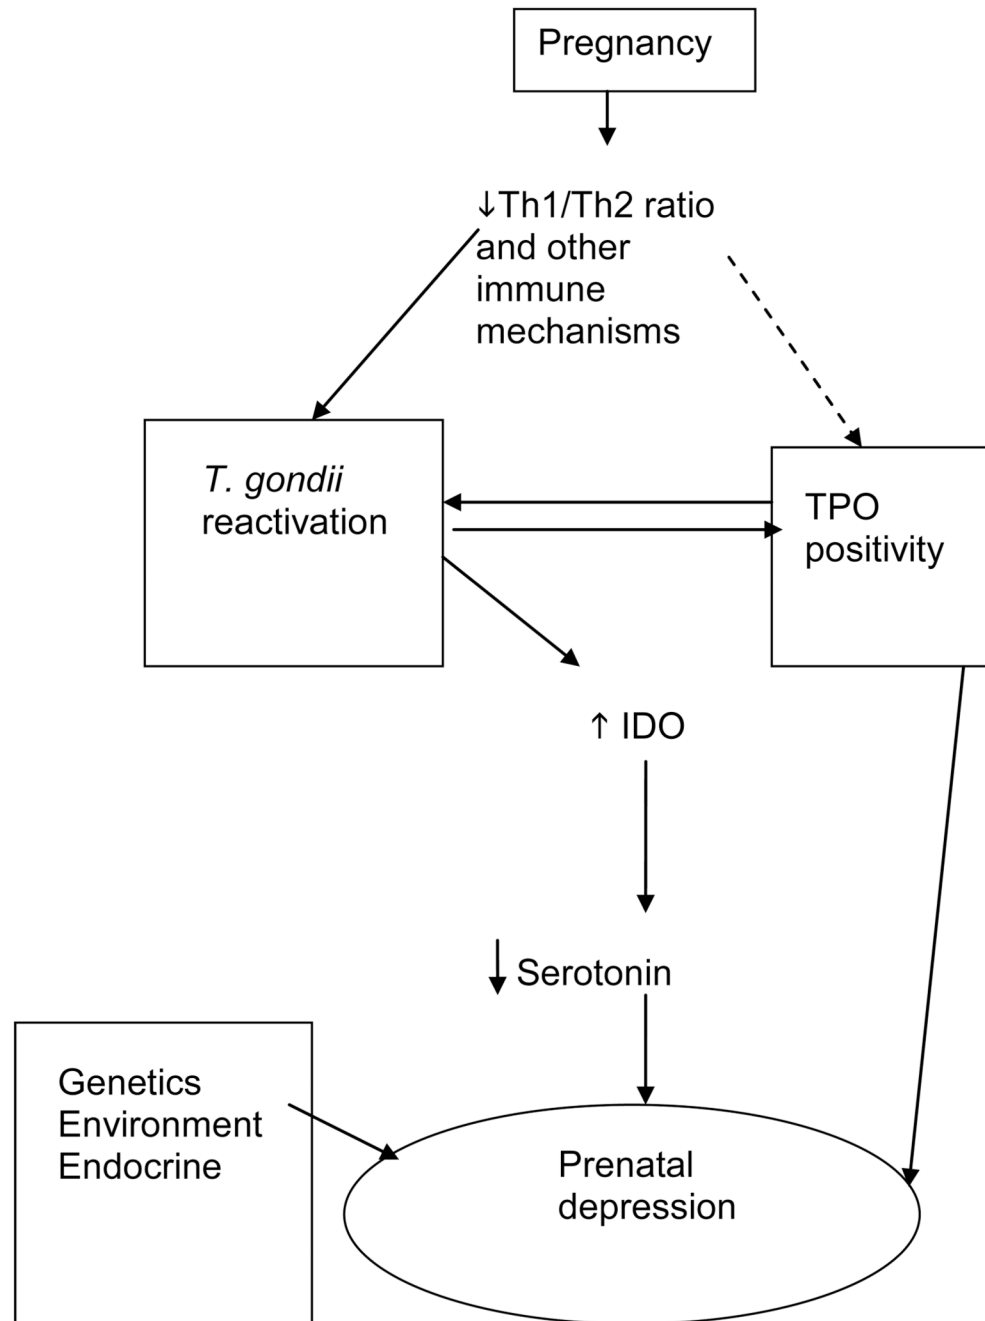 Pregnancy
↓Th1/Th2 ratio
and other
immune
mechanisms
T. gondii
reactivation
TPO
positivity
↑ IDO
↓ Serotonin
Genetics
Environment
Endocrine
Prenatal
depression